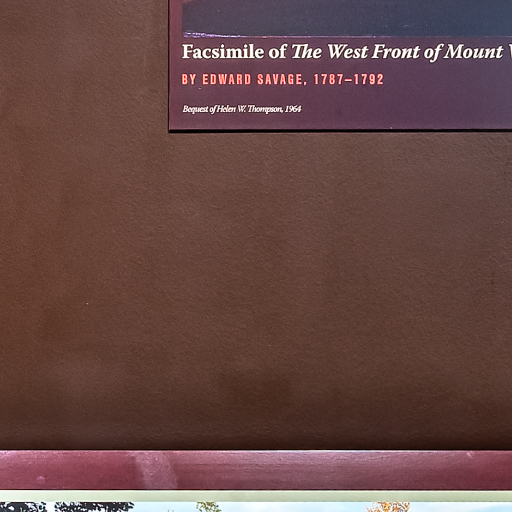 Facsimile of The West Front of Mount
BY EDWARD SAVAGE, 1787–1792
Bequest of Helen W. Thompson, 1964